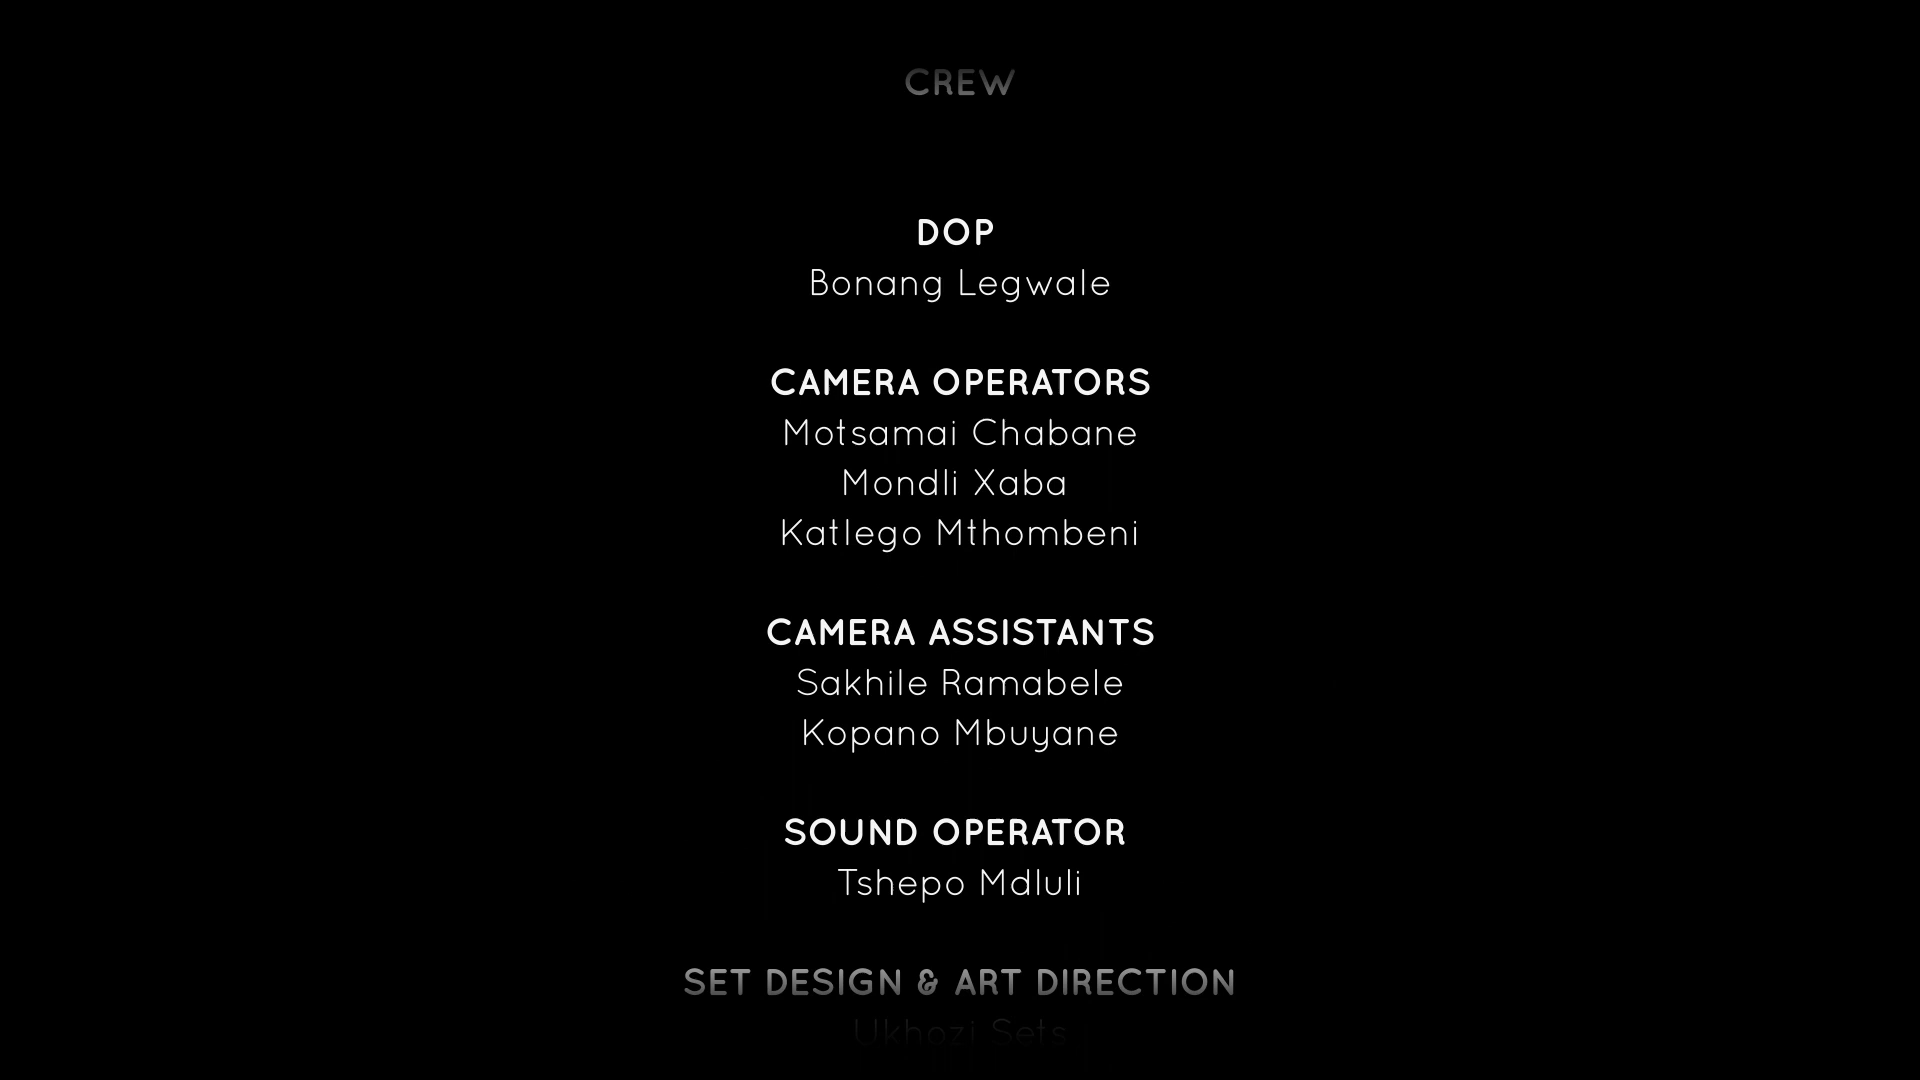 CREW
DOP
Bonang Legwale
CAMERA OPERATORS
Motsamai Chabane
Mondli Xaba
Katlego Mthombeni
CAMERA ASSISTANTS
Sakhile Ramabele
Kopano Mbuyane
SOUND OPERATOR
Tshepo Mdluli
SET DESIGN & ART DIRECTION
Ukhozi Sets